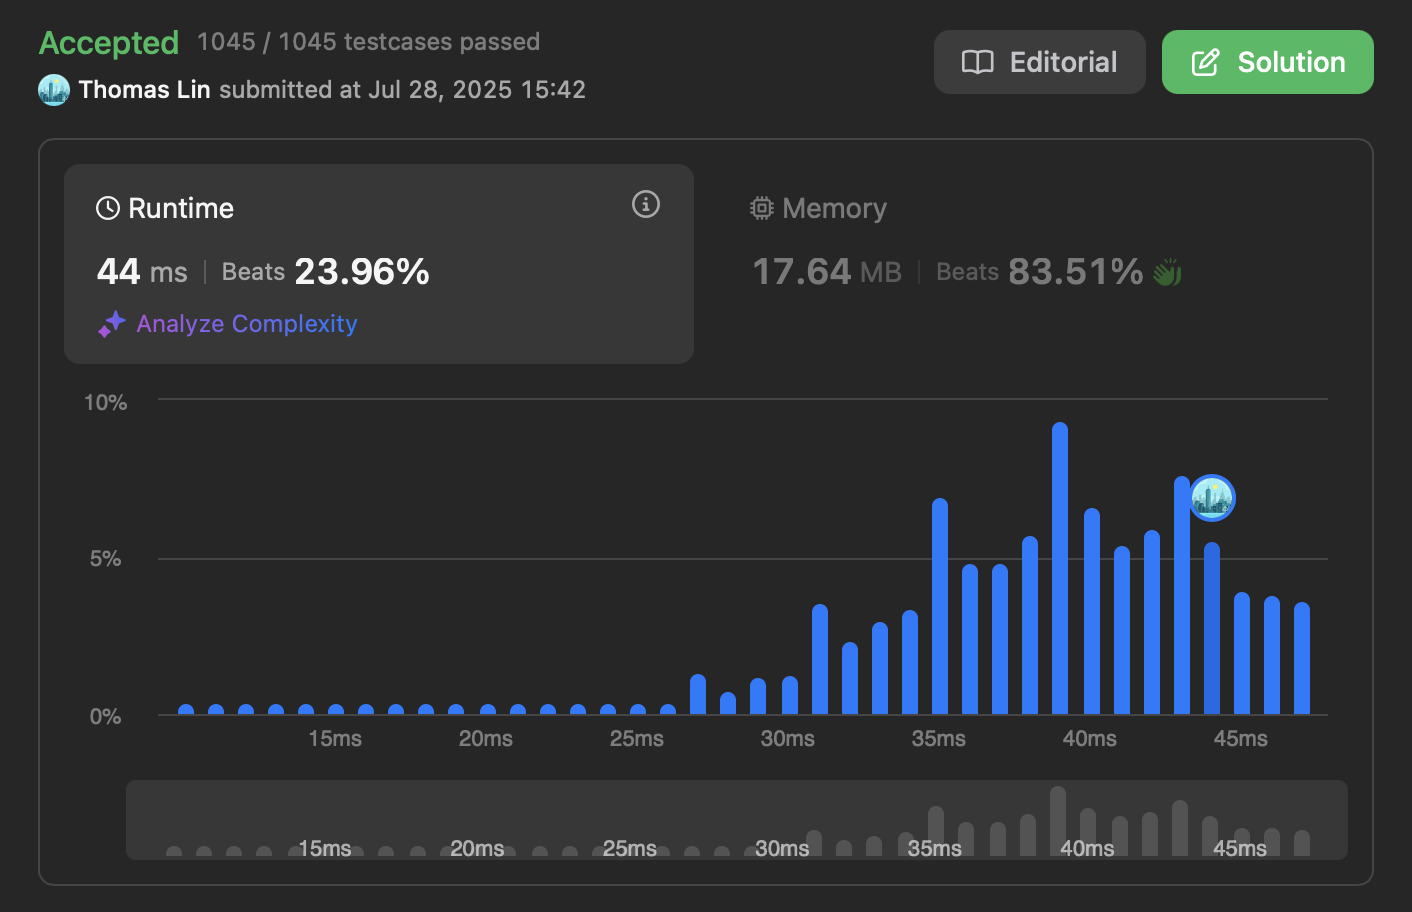 Accepted 1045 / 1045 testcases passed
Thomas Lin submitted at Jul 28, 2025 15:42
Editorial
Solution
Runtime
44 ms | Beats 23.96%
Analyze Complexity
Memory
17.64 MB | Beats 83.51%
10%
5%
0%
15ms 20ms 25ms 30ms 35ms 40ms 45ms
15ms 20ms 25ms 30ms 35ms 40ms 45ms